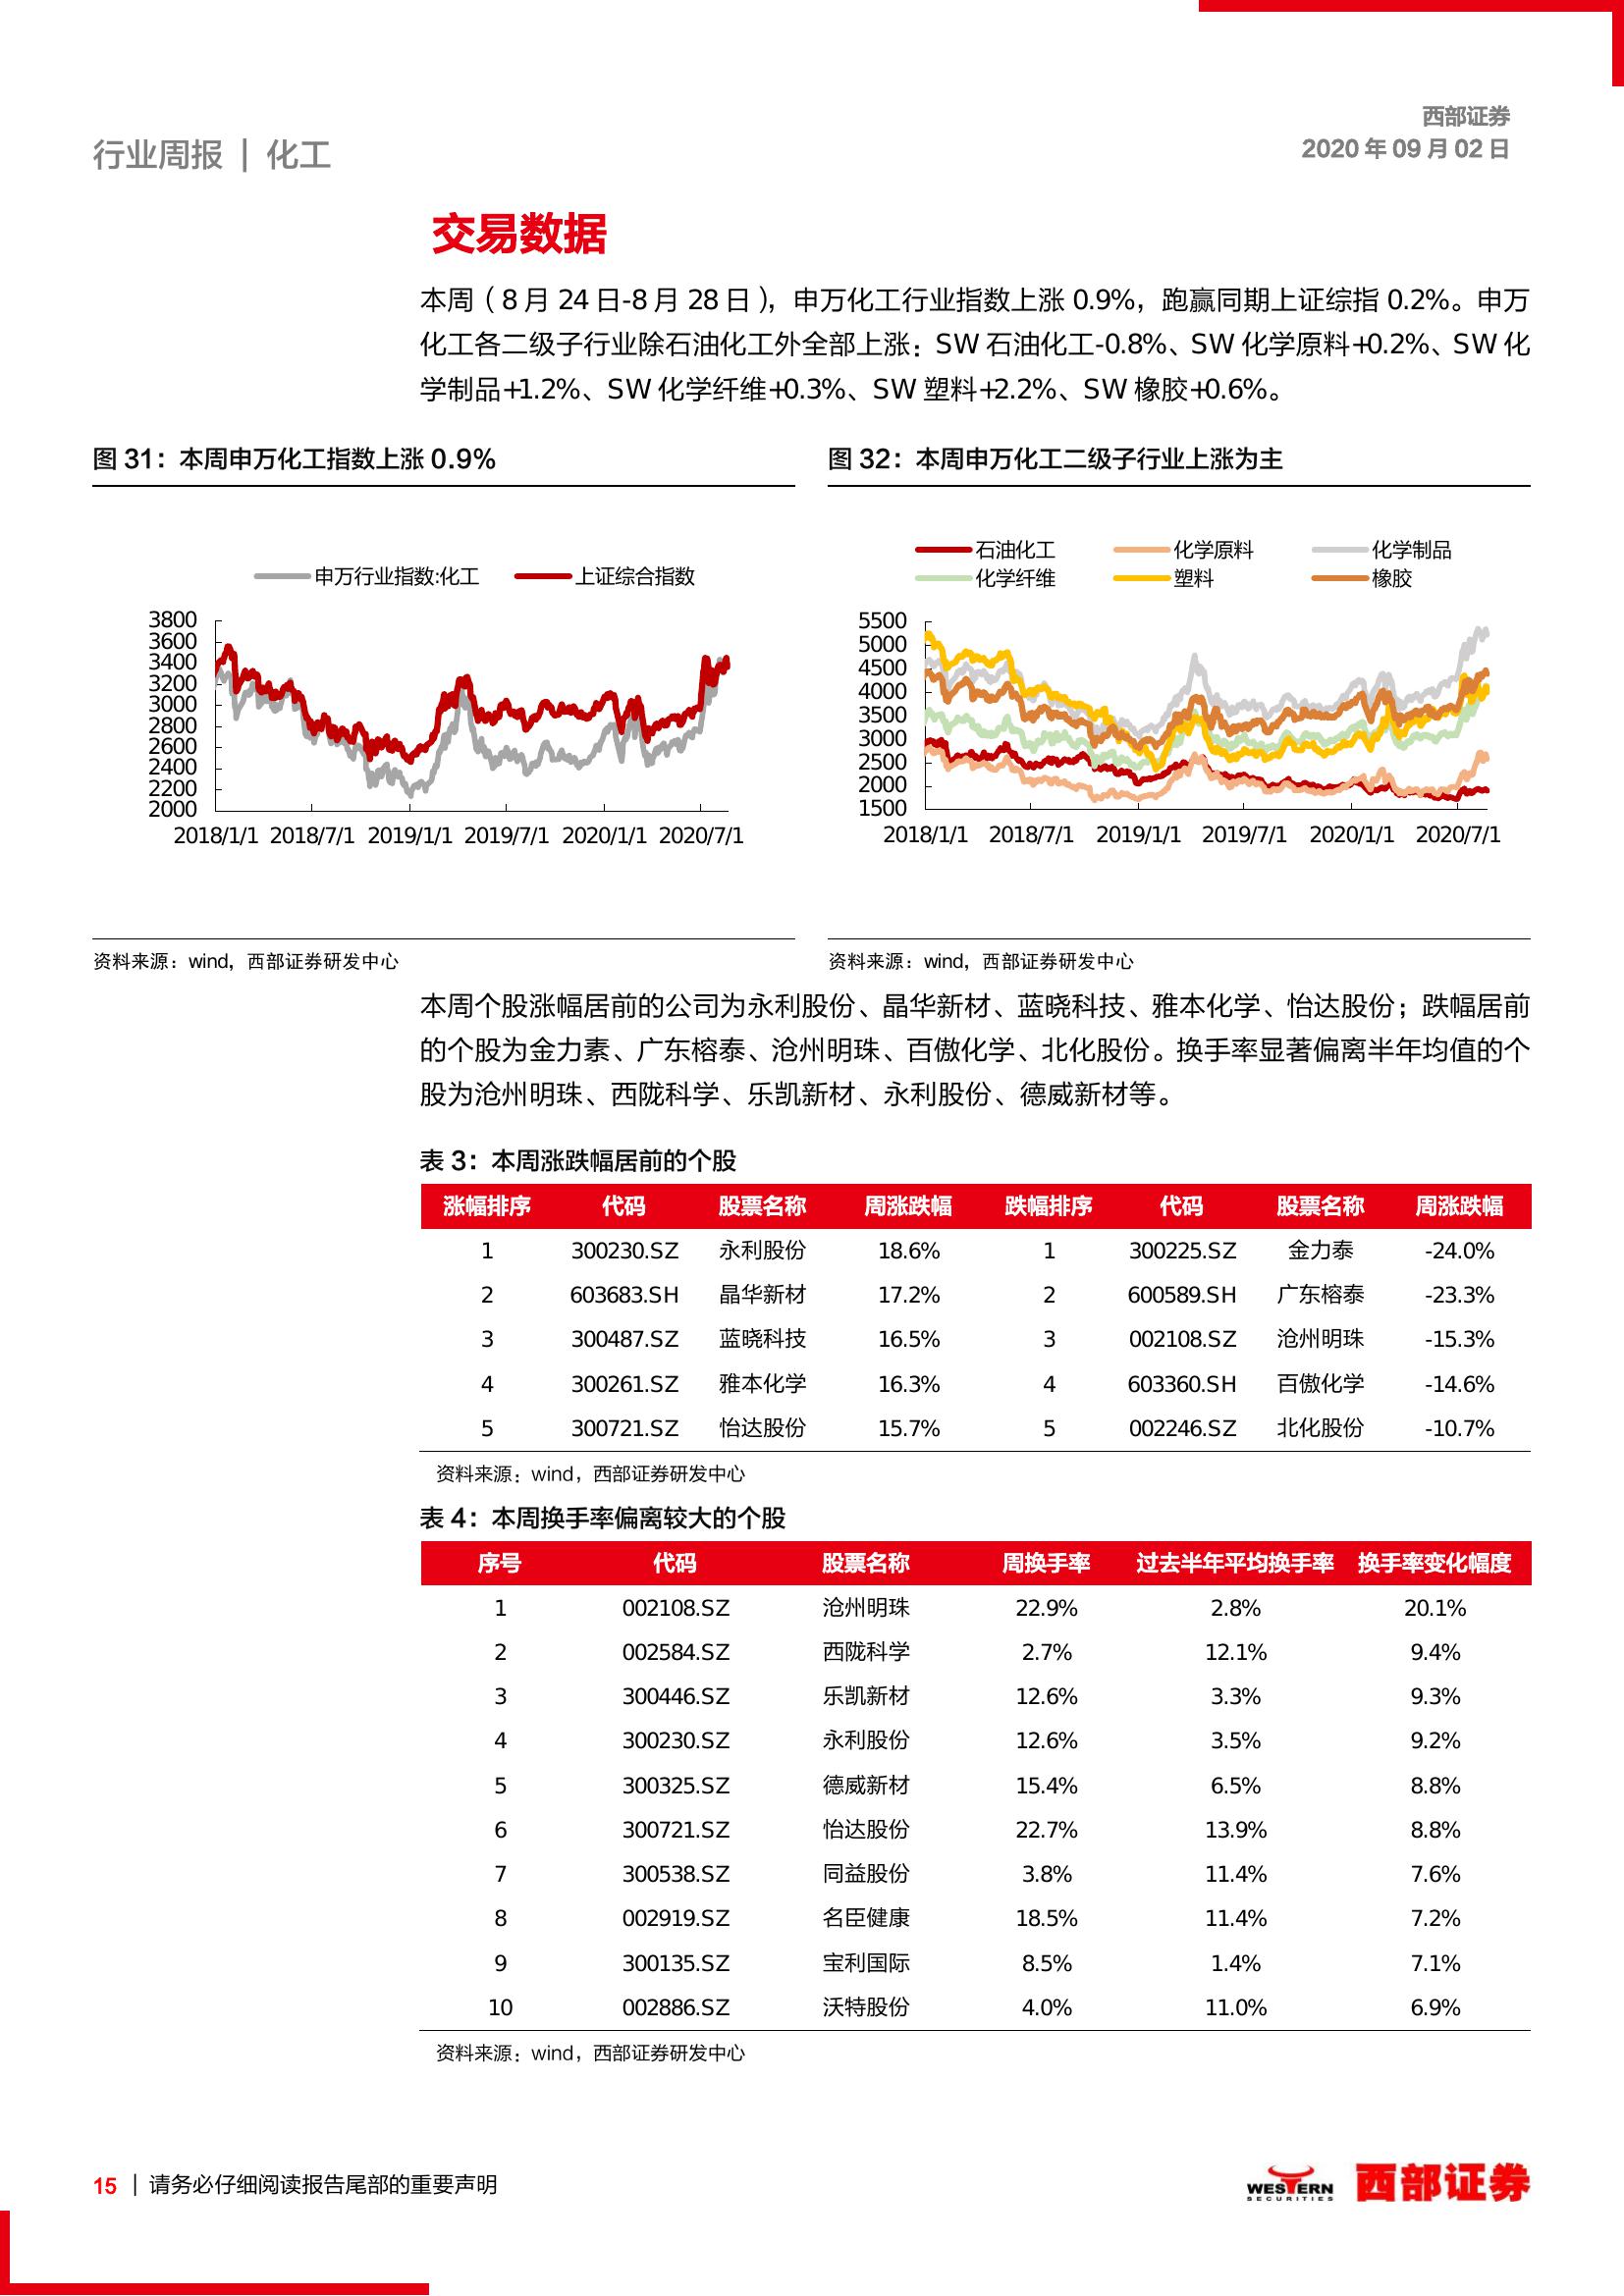 西部证券
2020 年 09 月 02 日
行业周报 | 化工
交易数据
本周（8 月 24 日-8 月 28 日），申万化工行业指数上涨 0.9%，跑赢同期上证综指 0.2%。申万
化工各二级子行业除石油化工外全部上涨：SW 石油化工-0.8%、SW 化学原料+0.2%、SW 化
学制品+1.2%、SW 化学纤维+0.3%、SW 塑料+2.2%、SW 橡胶+0.6%。
图 31：本周申万化工指数上涨 0.9%
申万行业指数:化工 上证综合指数
3800
3600
3400
3200
3000
2800
2600
2400
2200
2000
2018/1/1 2018/7/1 2019/1/1 2019/7/1 2020/1/1 2020/7/1
资料来源：wind，西部证券研发中心
图 32：本周申万化工二级子行业上涨为主
石油化工 化学原料 化学制品
化学纤维 塑料 橡胶
5500
5000
4500
4000
3500
3000
2500
2000
1500
2018/1/1 2018/7/1 2019/1/1 2019/7/1 2020/1/1 2020/7/1
资料来源：wind，西部证券研发中心
本周个股涨幅居前的公司为永利股份、晶华新材、蓝晓科技、雅本化学、怡达股份；跌幅居前
的个股为金力素、广东榕泰、沧州明珠、百傲化学、北化股份。换手率显著偏离半年均值的个
股为沧州明珠、西陇科学、乐凯新材、永利股份、德威新材等。
表 3：本周涨跌幅居前的个股
涨幅排序 代码 股票名称 周涨跌幅 跌幅排序 代码 股票名称 周涨跌幅
1 300230.SZ 永利股份 18.6% 1 300225.SZ 金力泰 -24.0%
2 603683.SH 晶华新材 17.2% 2 600589.SH 广东榕泰 -23.3%
3 300487.SZ 蓝晓科技 16.5% 3 002108.SZ 沧州明珠 -15.3%
4 300261.SZ 雅本化学 16.3% 4 603360.SH 百傲化学 -14.6%
5 300721.SZ 怡达股份 15.7% 5 002246.SZ 北化股份 -10.7%
资料来源：wind，西部证券研发中心
表 4：本周换手率偏离较大的个股
序号 代码 股票名称 周换手率 过去半年平均换手率 换手率变化幅度
1 002108.SZ 沧州明珠 22.9% 2.8% 20.1%
2 002584.SZ 西陇科学 2.7% 12.1% 9.4%
3 300446.SZ 乐凯新材 12.6% 3.3% 9.3%
4 300230.SZ 永利股份 12.6% 3.5% 9.2%
5 300325.SZ 德威新材 15.4% 6.5% 8.8%
6 300721.SZ 怡达股份 22.7% 13.9% 8.8%
7 300538.SZ 同益股份 3.8% 11.4% 7.6%
8 002919.SZ 名臣健康 18.5% 11.4% 7.2%
9 300135.SZ 宝利国际 8.5% 1.4% 7.1%
10 002886.SZ 沃特股份 4.0% 11.0% 6.9%
资料来源：wind，西部证券研发中心
15 | 请务必仔细阅读报告尾部的重要声明
WESTERN
SECURITIES
西部证券